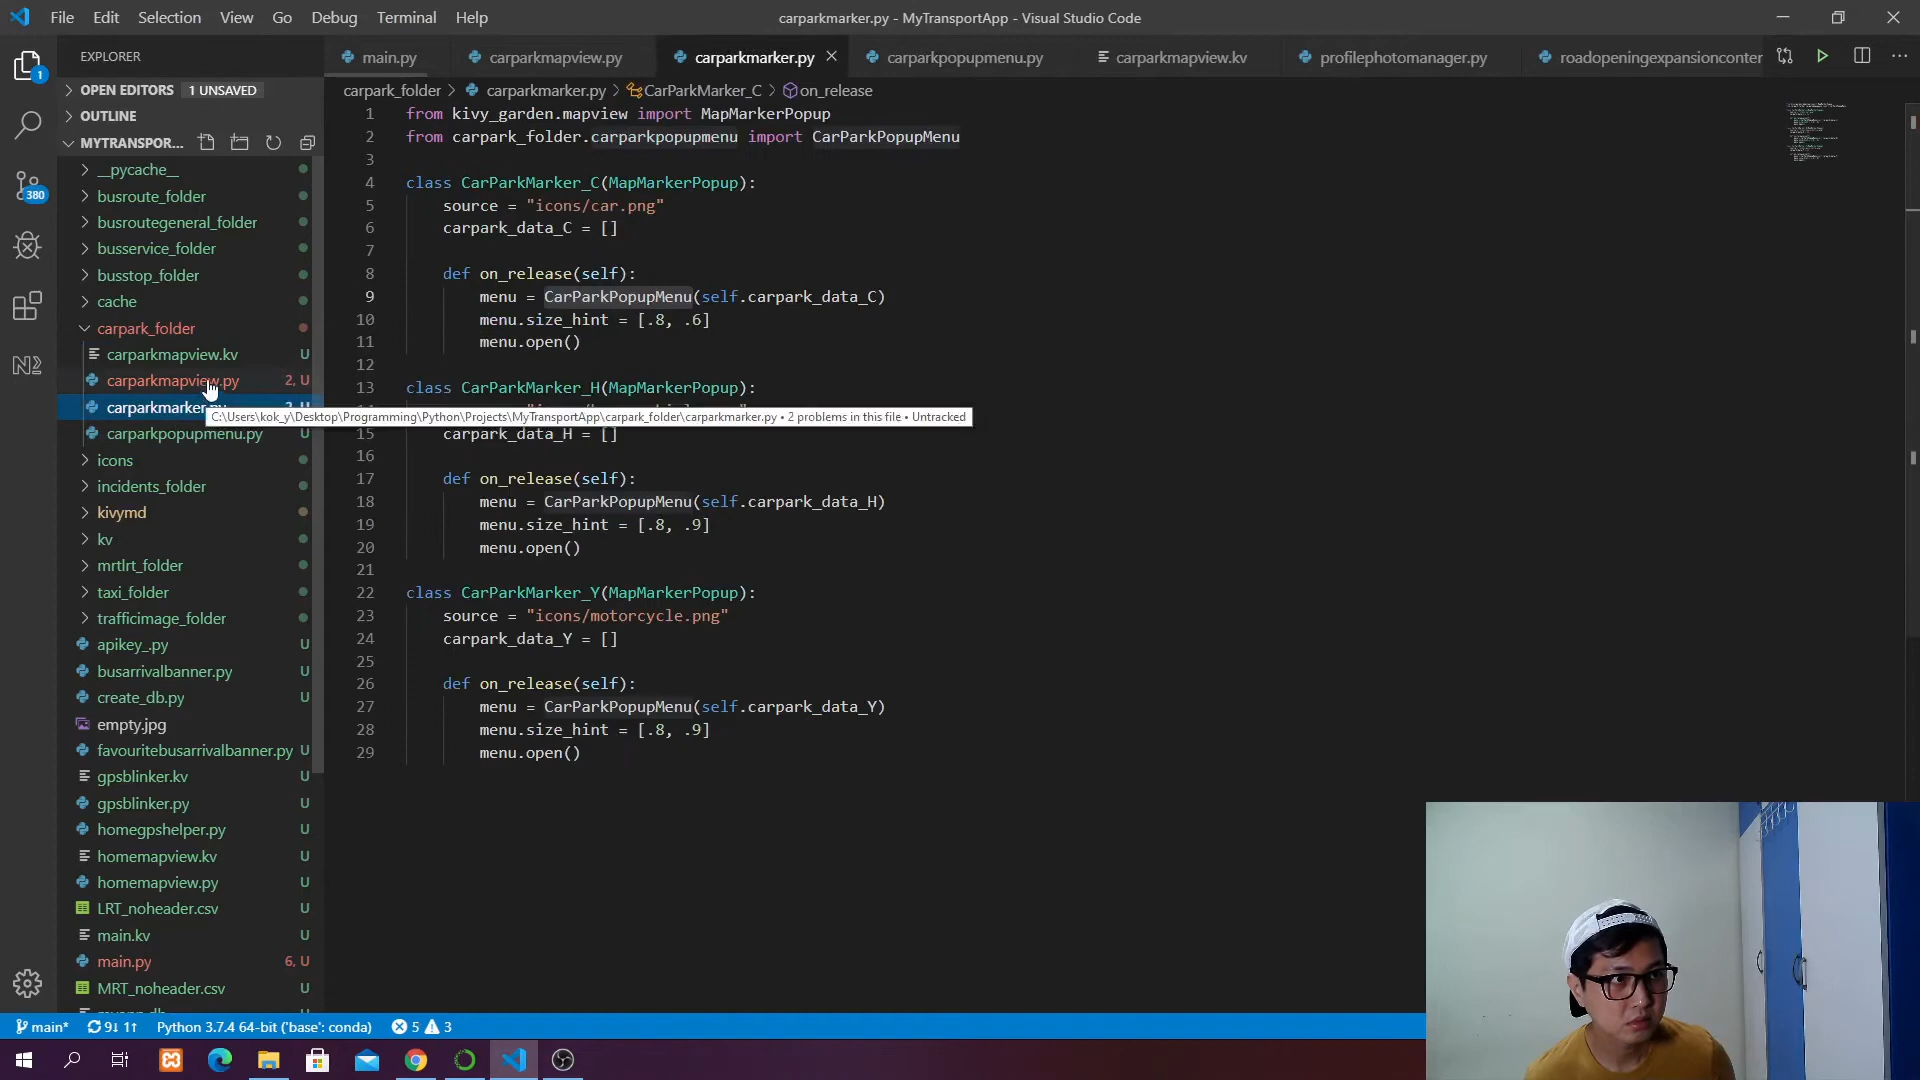 File Edit Selection View Go Debug Terminal Help
carparkmarker.py - MyTransportApp - Visual Studio Code
EXPLORER
main.py carparkmapview.py carparkmarker.py carparkpopupmenu.py carparkmapview.kv profilephotomanager.py roadopeningexpansionconter
1
OPEN EDITORS 1 UNSAVED
carpark_folder > carparkmarker.py > CarParkMarker_C > on_release
OUTLINE
MYTRANSPOR...
380
__pycache__
busroute_folder
busroutegeneral_folder
busservice_folder
busstop_folder
cache
carpark_folder
carparkmapview.kv U
carparkmapview.py 2, U
carparkmarker.py
C:\Users\kok_y\Desktop\Programming\Python\Projects\MyTransportApp\carpark_folder\carparkmarker.py • 2 problems in this file • Untracked
carparkpopupmenu.py U
icons
incidents_folder
kivymd
kv
mrtlrt_folder
taxi_folder
trafficimage_folder
apikey_.py U
busarrivalbanner.py U
create_db.py U
empty.jpg
favouritebusarrivalbanner.py U
gpsblinker.kv U
gpsblinker.py U
homegpshelper.py U
homemapview.kv U
homemapview.py U
LRT_noheader.csv U
main.kv U
main.py 6, U
MRT_noheader.csv U
1 from kivy_garden.mapview import MapMarkerPopup
2 from carpark_folder.carparkpopupmenu import CarParkPopupMenu
3
4 class CarParkMarker_C(MapMarkerPopup):
5 source = "icons/car.png"
6 carpark_data_C = []
7
8 def on_release(self):
9 menu = CarParkPopupMenu(self.carpark_data_C)
10 menu.size_hint = [.8, .6]
11 menu.open()
12
13 class CarParkMarker_H(MapMarkerPopup):
15 carpark_data_H = []
16
17 def on_release(self):
18 menu = CarParkPopupMenu(self.carpark_data_H)
19 menu.size_hint = [.8, .9]
20 menu.open()
21
22 class CarParkMarker_Y(MapMarkerPopup):
23 source = "icons/motorcycle.png"
24 carpark_data_Y = []
25
26 def on_release(self):
27 menu = CarParkPopupMenu(self.carpark_data_Y)
28 menu.size_hint = [.8, .9]
29 menu.open()
main* 9↓ 1↑ Python 3.7.4 64-bit ('base': conda) 5 3